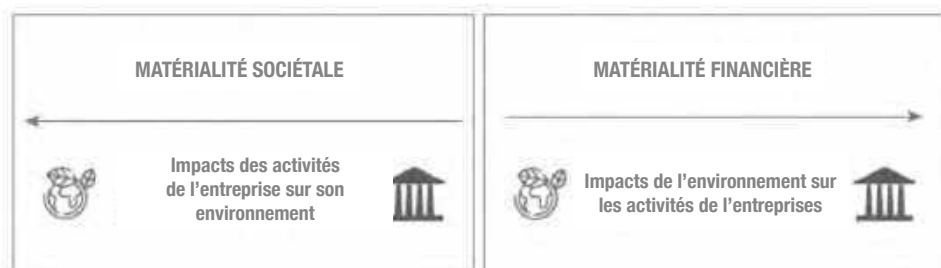 MATÉRIALITÉ SOCIÉTALE
Impacts des activités
de l'entreprise sur son
environnement
MATÉRIALITÉ FINANCIÈRE
Impacts de l'environnement sur
les activités de l'entreprises